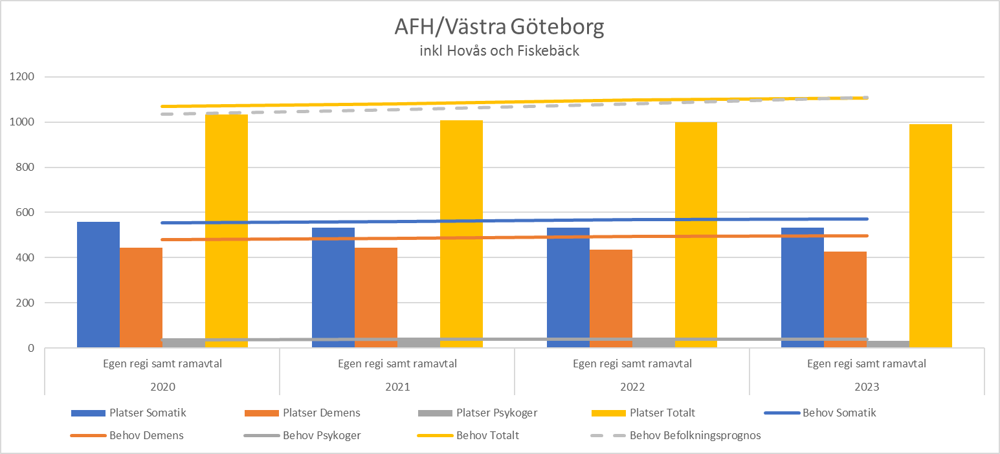 AFH/Västra Göteborg
inkl Hovås och Fiskebäck
1200
1000
800
600
400
200
0
Egen regi samt ramavtal Egen regi samt ramavtal Egen regi samt ramavtal Egen regi samt ramavtal
2020 2021 2022 2023
Platser Somatik Platser Demens Platser Psykoger Platser Totalt Behov Somatik
Behov Demens Behov Psykoger Behov Totalt Behov Befolkningsprognos